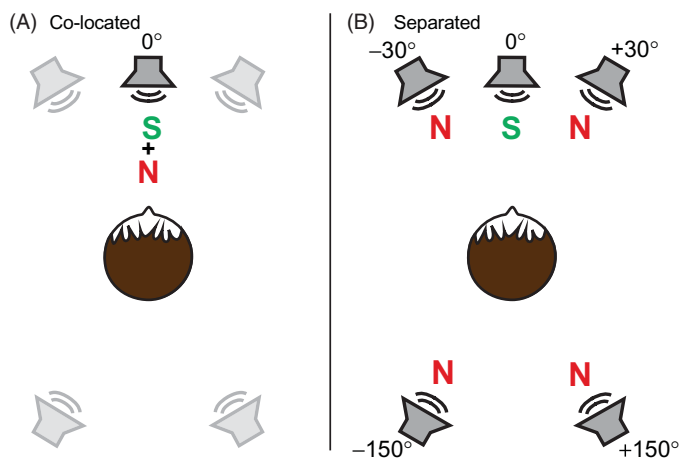 (A) Co-located
0°
S
+
N
(B) Separated
−30°
0°
+30°
N
S
N
N
N
−150°
+150°